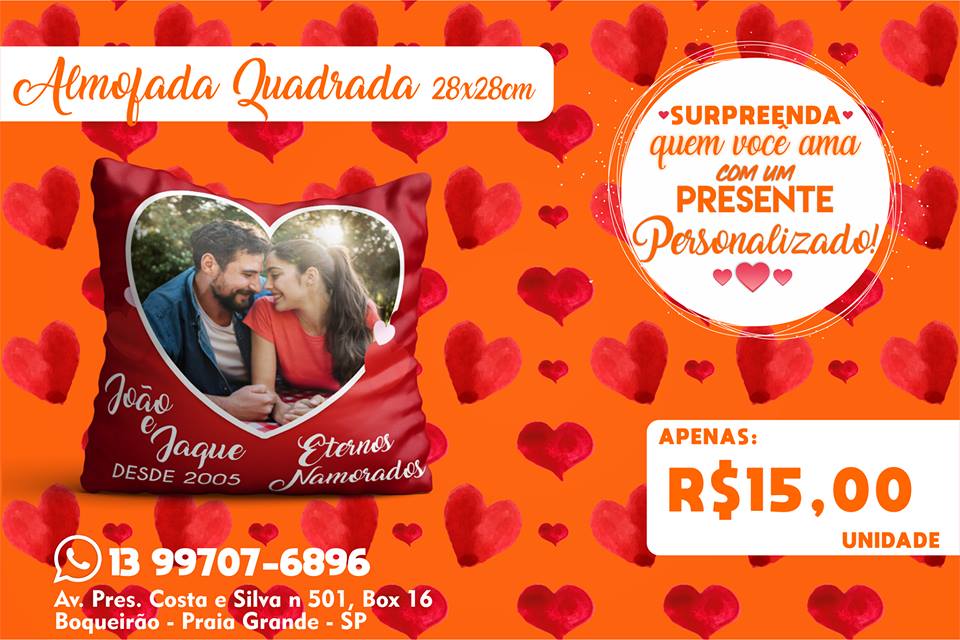 Almofada Quadrada 28x28cm
SURPREENDA
quem você ama
COM UM
PRESENTE
Personalizado!
João
e
Jaque
DESDE 2005
Eternos
Namorados
APENAS:
R$15,00
UNIDADE
13 99707-6896
Av. Pres. Costa e Silva n 501, Box 16
Boqueirão - Praia Grande - SP